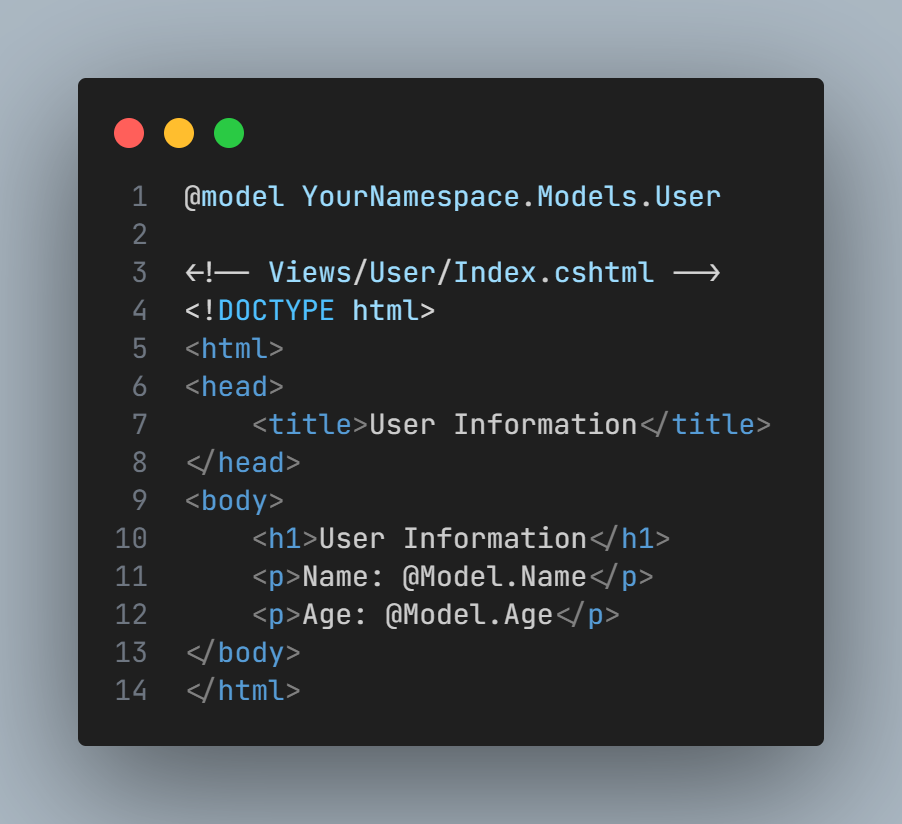 1 @model YourNamespace.Models.User
2
3 <!-- Views/User/Index.cshtml -->
4 <!DOCTYPE html>
5 <html>
6 <head>
7     <title>User Information</title>
8 </head>
9 <body>
10     <h1>User Information</h1>
11     <p>Name: @Model.Name</p>
12     <p>Age: @Model.Age</p>
13 </body>
14 </html>